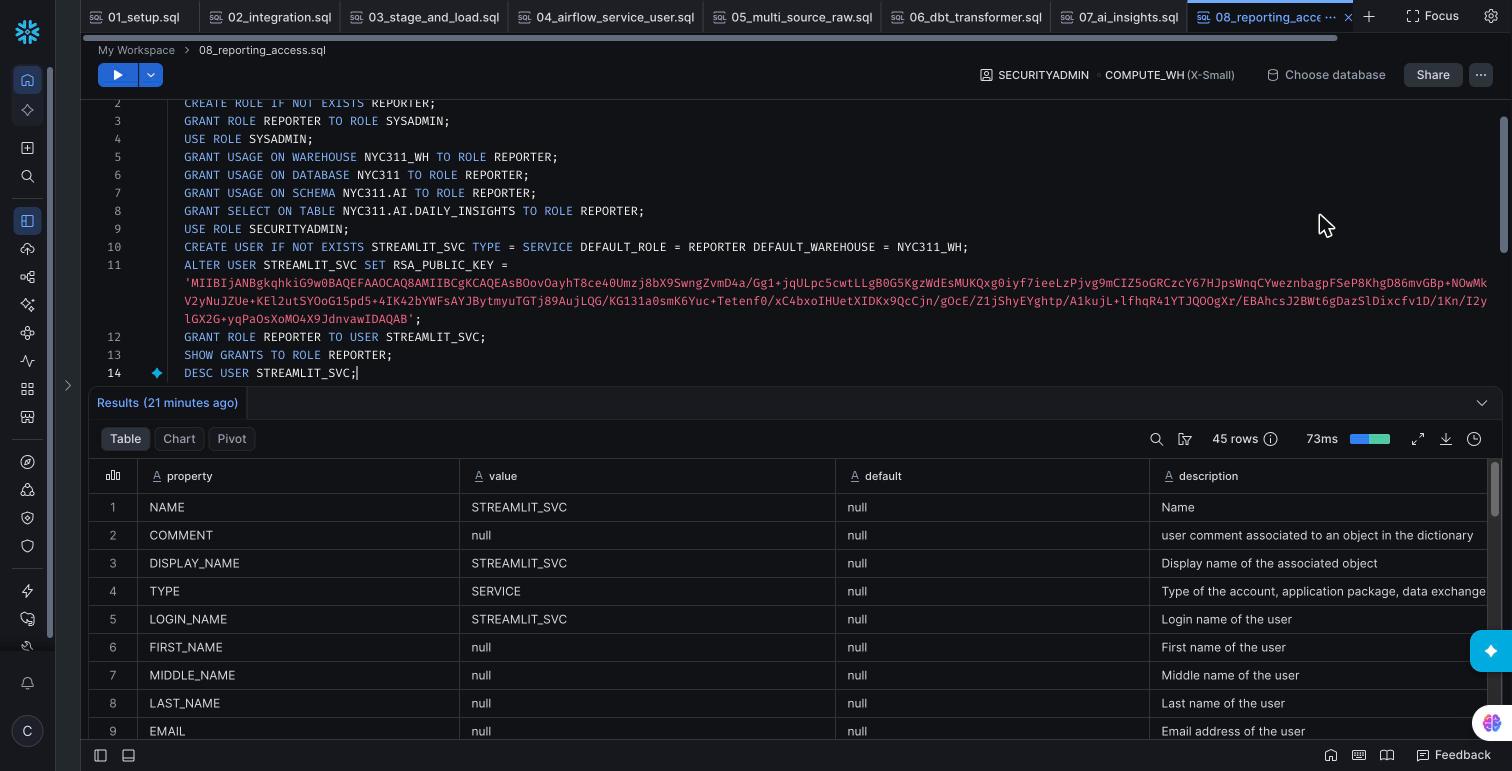 01_setup.sql 02_integration.sql 03_stage_and_load.sql 04_airflow_service_user.sql 05_multi_source_raw.sql 06_dbt_transformer.sql 07_ai_insights.sql 08_reporting_acce ··· Focus
My Workspace > 08_reporting_access.sql
SECURITYADMIN COMPUTE_WH (X-Small) Choose database Share
2 CREATE ROLE IF NOT EXISTS REPORTER;
3 GRANT ROLE REPORTER TO ROLE SYSADMIN;
4 USE ROLE SYSADMIN;
5 GRANT USAGE ON WAREHOUSE NYC311_WH TO ROLE REPORTER;
6 GRANT USAGE ON DATABASE NYC311 TO ROLE REPORTER;
7 GRANT USAGE ON SCHEMA NYC311.AI TO ROLE REPORTER;
8 GRANT SELECT ON TABLE NYC311.AI.DAILY_INSIGHTS TO ROLE REPORTER;
9 USE ROLE SECURITYADMIN;
10 CREATE USER IF NOT EXISTS STREAMLIT_SVC TYPE = SERVICE DEFAULT_ROLE = REPORTER DEFAULT_WAREHOUSE = NYC311_WH;
11 ALTER USER STREAMLIT_SVC SET RSA_PUBLIC_KEY =
'MIIBIjANBgkqhkiG9w0BAQEFAAOCAQ8AMIIBCgKCAQEAsBOovOayhT8ce40Umzj8bX9SwngZvmD4a/Gg1+jqULpc5cwtLLgB0G5KgzWdEsMUKQxg0iyf7ieeLzPjvg9mCIZ5oGRCzcY67HJpsWnqCYweznbagpFSeP8KhgD86mvGBp+NOwMk
V2yNuJZUe+KEl2utSYOoG15pd5+4IK42bYWFsAYJBytmyuTGTj89AujLQG/KG131a0smK6Yuc+Tetenf0/xC4bxoIHUetXIDKx9QcCjn/gOcE/Z1jShyEYghtp/A1kujL+lfhqR41YTJQOOgXr/EBAhcsJ2BWt6gDazSlDixcfv1D/1Kn/I2y
lGX2G+yqPaOsXoMO4X9JdnvawIDAQAB';
12 GRANT ROLE REPORTER TO USER STREAMLIT_SVC;
13 SHOW GRANTS TO ROLE REPORTER;
14 DESC USER STREAMLIT_SVC;
Results (21 minutes ago)
Table Chart Pivot 45 rows 73ms
property value default description
1 NAME STREAMLIT_SVC null Name
2 COMMENT null null user comment associated to an object in the dictionary
3 DISPLAY_NAME STREAMLIT_SVC null Display name of the associated object
4 TYPE SERVICE null Type of the account, application package, data exchange
5 LOGIN_NAME STREAMLIT_SVC null Login name of the user
6 FIRST_NAME null null First name of the user
7 MIDDLE_NAME null null Middle name of the user
8 LAST_NAME null null Last name of the user
9 EMAIL null null Email address of the user
C
Feedback